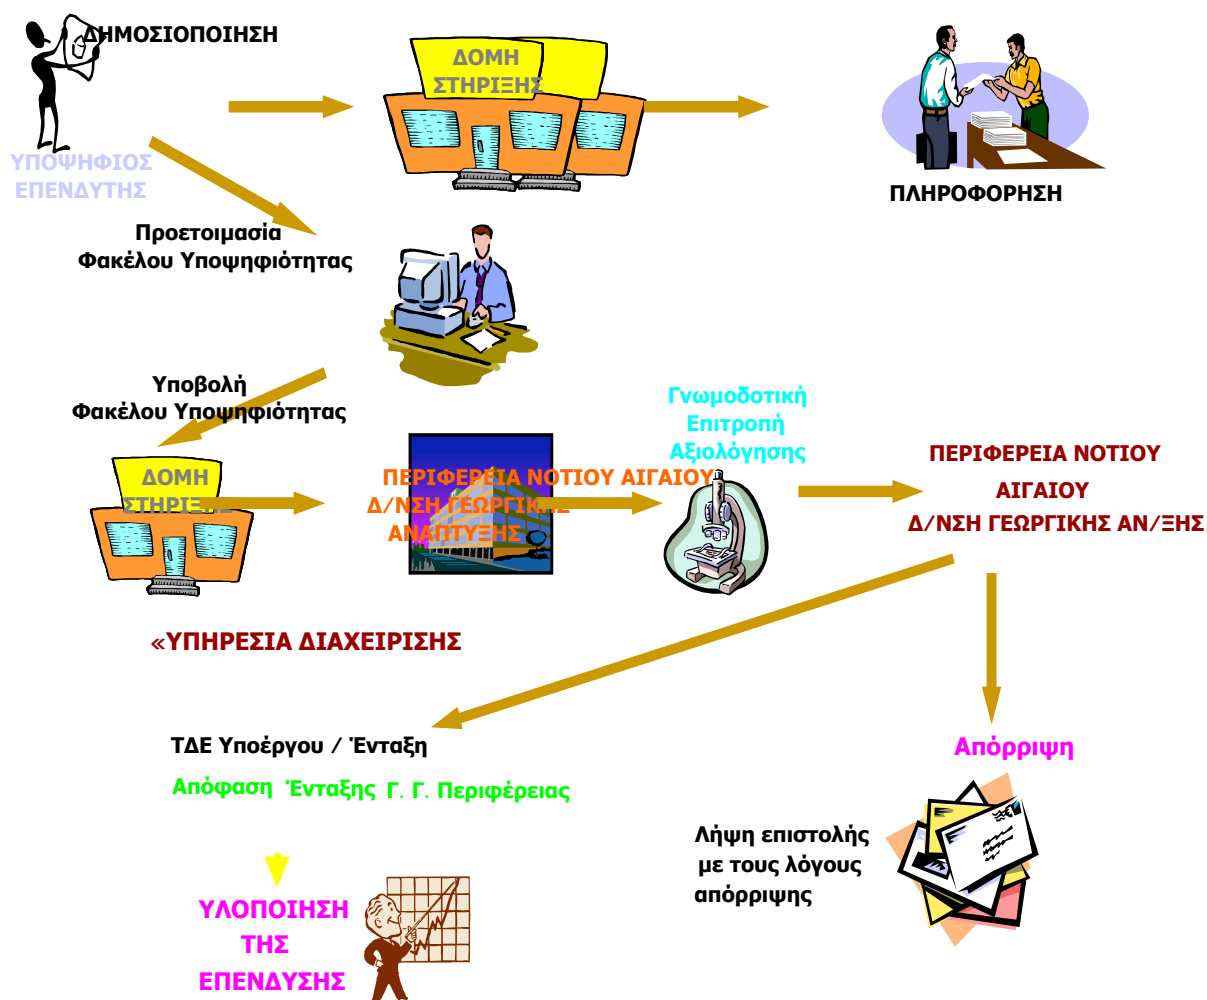 ΔΗΜΟΣΙΟΠΟΙΗΣΗ
ΔΟΜΗ
ΣΤΗΡΙΞΗΣ
ΥΠΟΨΗΦΙΟΣ
ΕΠΕΝΔΥΤΗΣ
ΠΛΗΡΟΦΟΡΗΣΗ
Προετοιμασία
Φακέλου Υποψηφιότητας
Υποβολή
Φακέλου Υποψηφιότητας
Γνωμοδοτική
Επιτροπή
Αξιολόγησης
ΔΟΜΗ
ΣΤΗΡΙΞΗΣ
ΠΕΡΙΦΕΡΕΙΑ ΝΟΤΙΟΥ ΑΙΓΑΙΟΥ
Δ/ΝΣΗ ΓΕΩΡΓΙΚΗΣ
ΑΝΑΠΤΥΞΗΣ
ΠΕΡΙΦΕΡΕΙΑ ΝΟΤΙΟΥ
ΑΙΓΑΙΟΥ
Δ/ΝΣΗ ΓΕΩΡΓΙΚΗΣ ΑΝ/ΞΗΣ
«ΥΠΗΡΕΣΙΑ ΔΙΑΧΕΙΡΙΣΗΣ
ΤΔΕ Υποέργου / Ένταξη
Απόφαση Ένταξης Γ. Γ. Περιφέρειας
Απόρριψη
Λήψη επιστολής
με τους λόγους
απόρριψης
ΥΛΟΠΟΙΗΣΗ
ΤΗΣ
ΕΠΕΝΔΥΣΗΣ